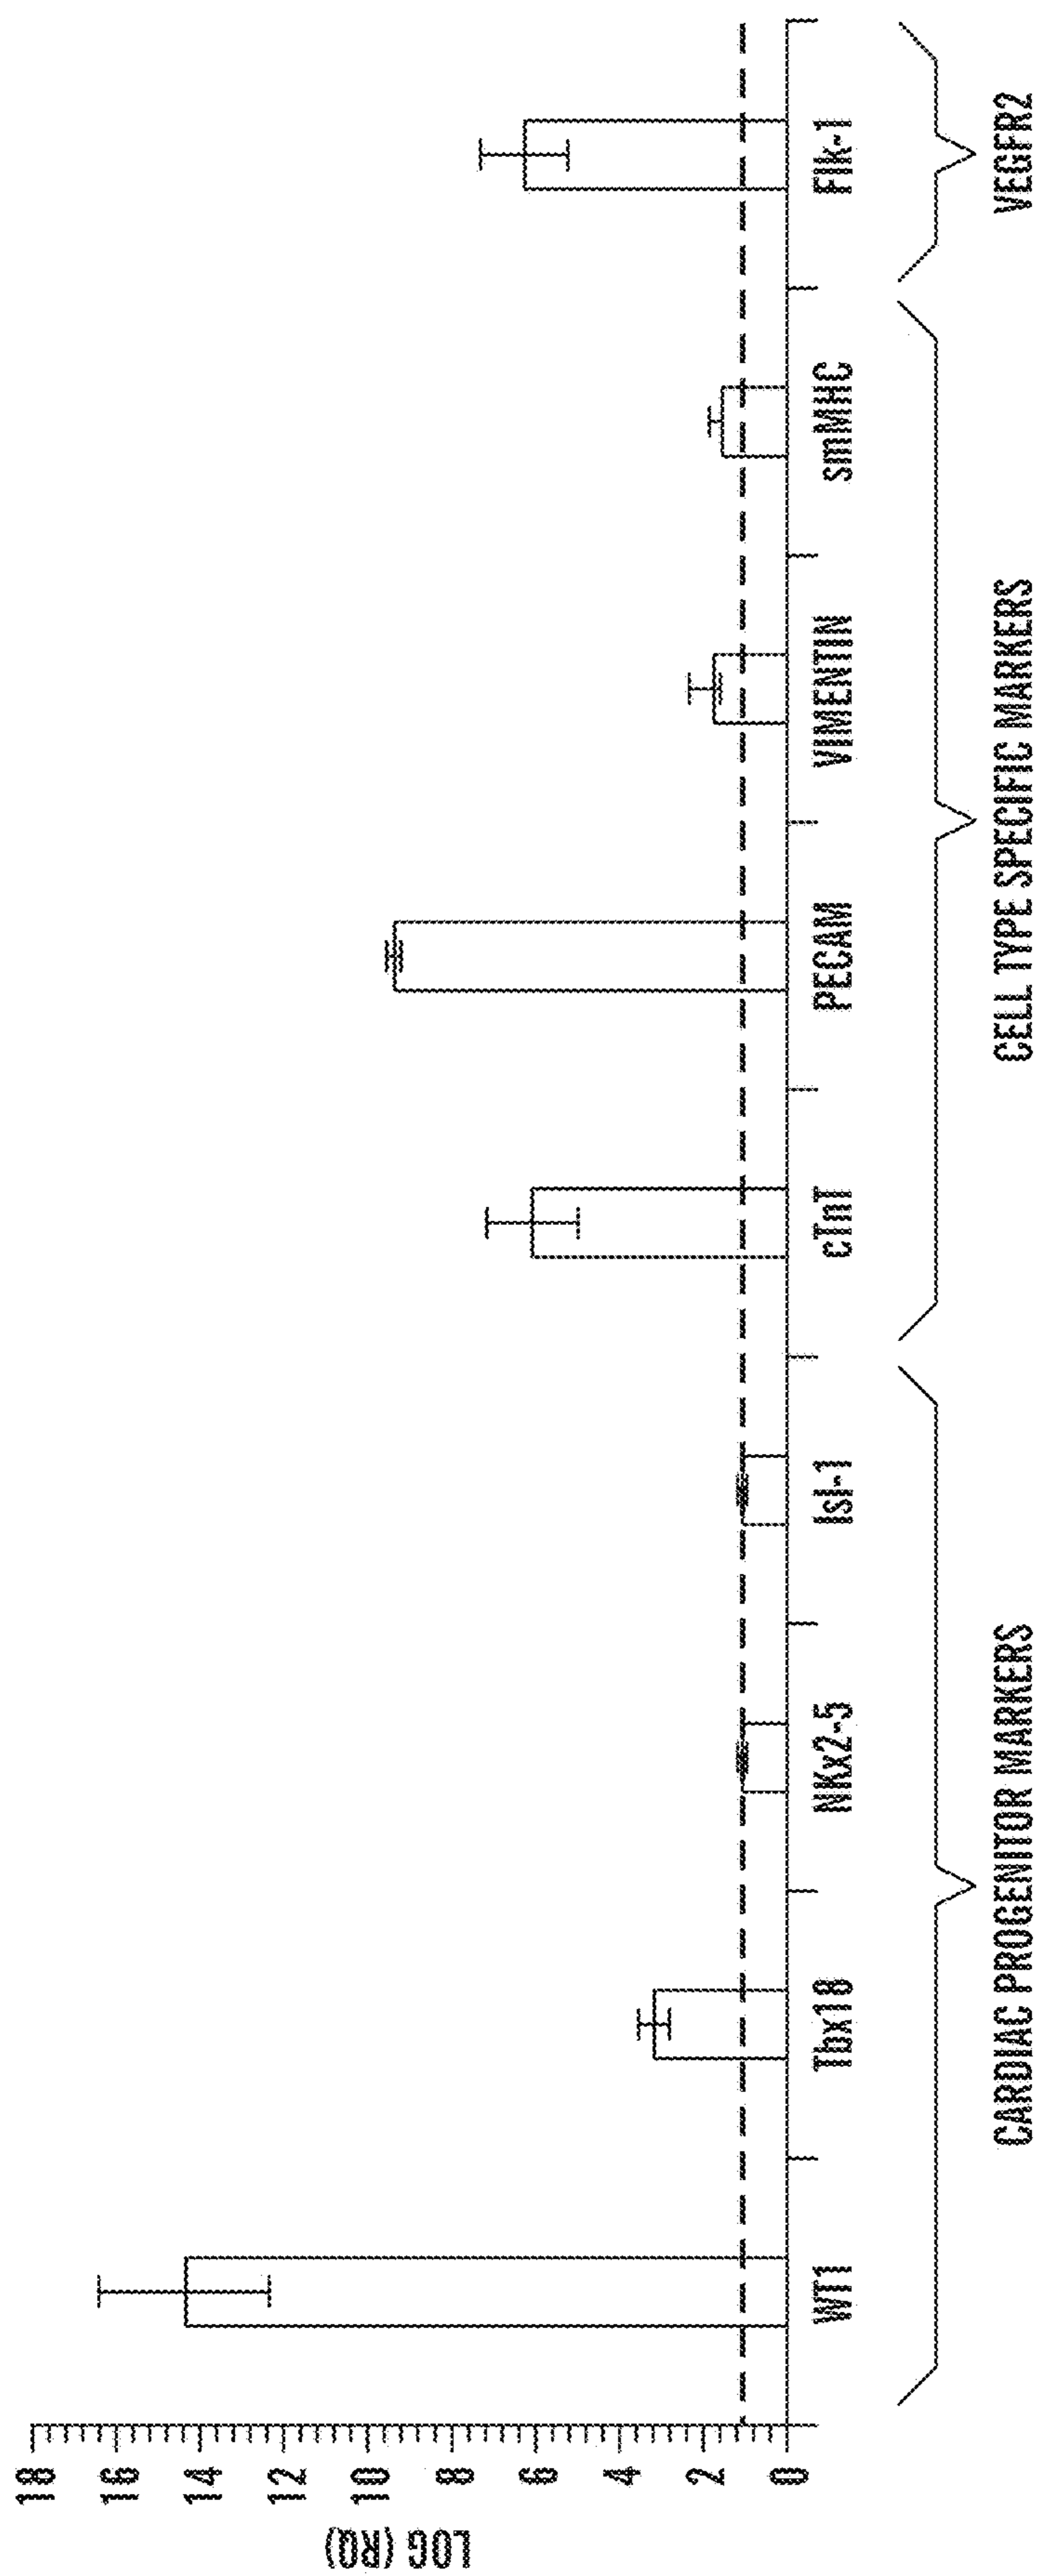 LOG (RQ)
18
16
14
12
10
8
6
4
2
0
WT1
Tbx18
NKx2-5
Isl-1
cTnT
PECAM
VIMENTIN
smMHC
Flk-1
CARDIAC PROGENITOR MARKERS
CELL TYPE SPECIFIC MARKERS
VEGFR2